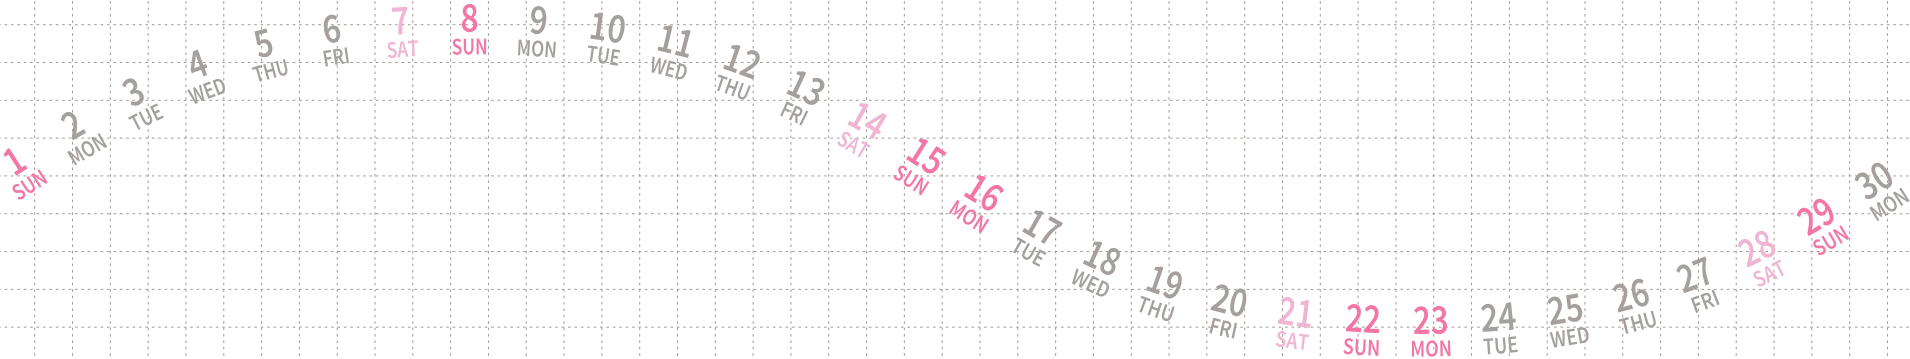 1
SUN
2
MON
3
TUE
4
WED
5
THU
6
FRI
7
SAT
8
SUN
9
MON
10
TUE
11
WED
12
THU
13
FRI
14
SAT
15
SUN
16
MON
17
TUE
18
WED
19
THU
20
FRI
21
SAT
22
SUN
23
MON
24
TUE
25
WED
26
THU
27
FRI
28
SAT
29
SUN
30
MON